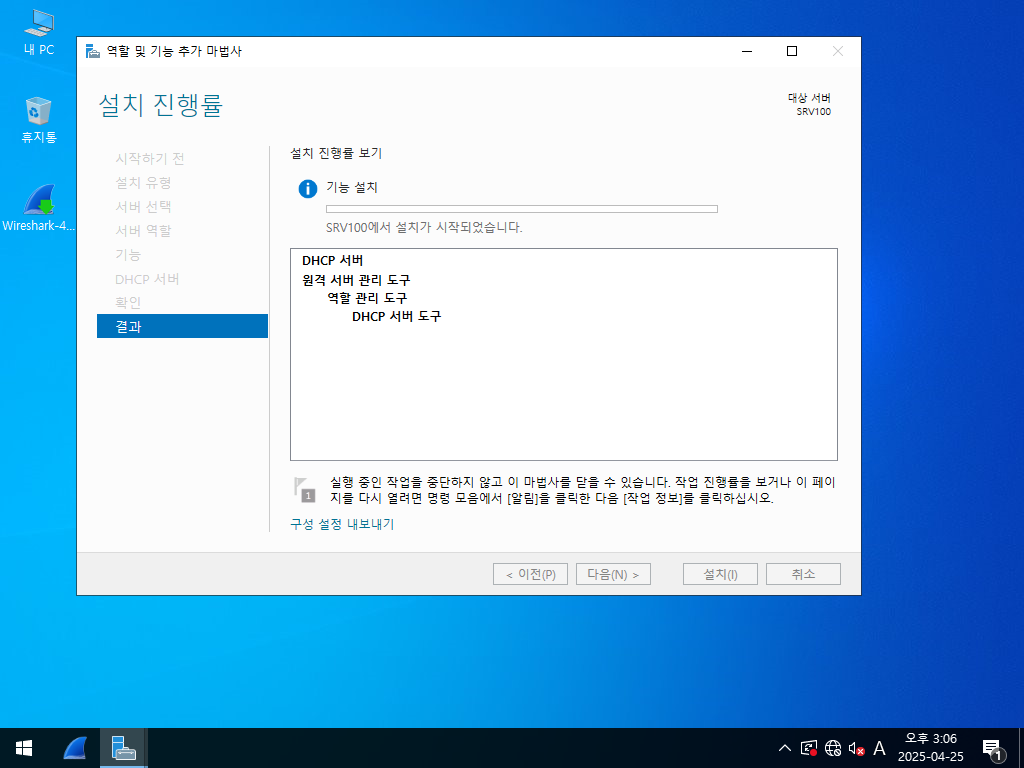 내 PC
휴지통
Wireshark-4...
역할 및 기능 추가 마법사
설치 진행률
대상 서버
SRV100
시작하기 전
설치 유형
서버 선택
서버 역할
기능
DHCP 서버
확인
결과
설치 진행률 보기
기능 설치
SRV100에서 설치가 시작되었습니다.
DHCP 서버
원격 서버 관리 도구
역할 관리 도구
DHCP 서버 도구
1
실행 중인 작업을 중단하지 않고 이 마법사를 닫을 수 있습니다. 작업 진행률을 보거나 이 페이
지를 다시 열려면 명령 모음에서 [알림]을 클릭한 다음 [작업 정보]를 클릭하십시오.
구성 설정 내보내기
< 이전(P)
다음(N) >
설치(I)
취소
A
오후 3:06
2025-04-25
1